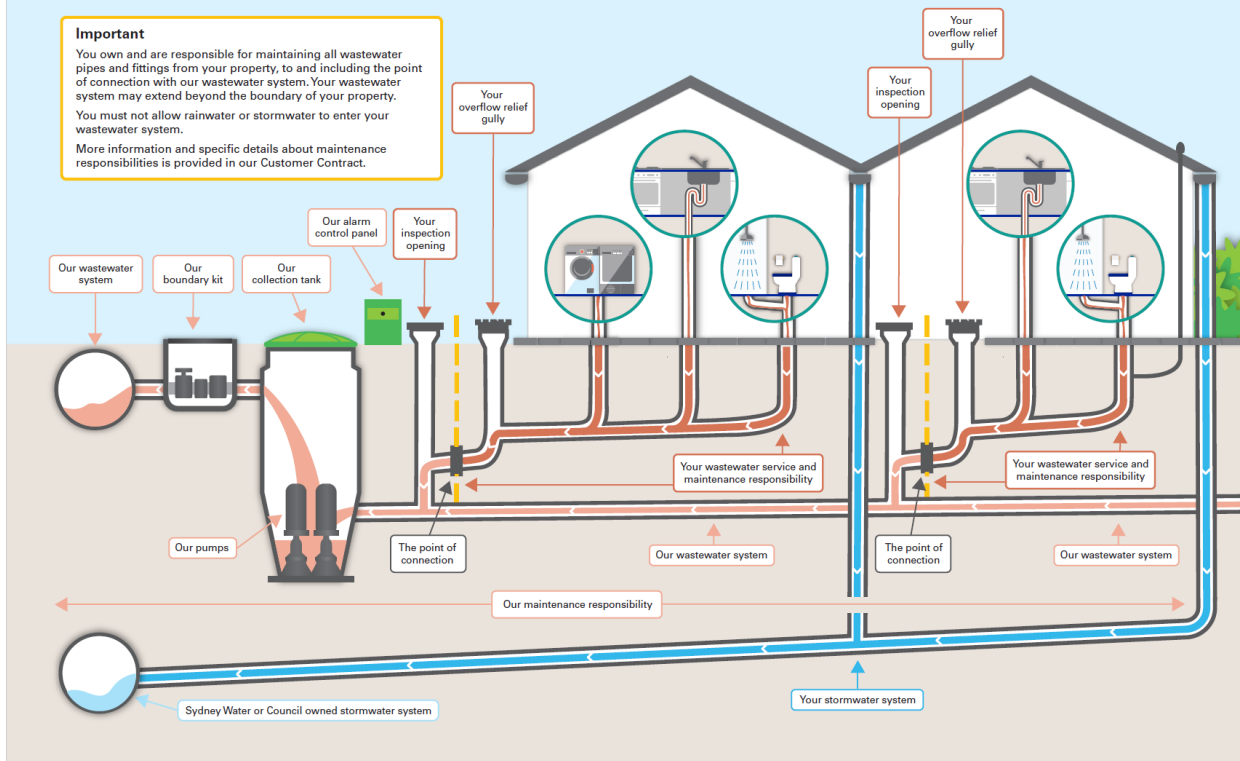 Important
You own and are responsible for maintaining all wastewater
pipes and fittings from your property, to and including the point
of connection with our wastewater system. Your wastewater
system may extend beyond the boundary of your property.
You must not allow rainwater or stormwater to enter your
wastewater system.
More information and specific details about maintenance
responsibilities is provided in our Customer Contract.
Your
overflow relief
gully
Your
inspection
opening
Your
overflow relief
gully
Our alarm
control panel
Your
inspection
opening
Our wastewater
system
Our
boundary kit
Our
collection tank
Your wastewater service and
maintenance responsibility
Your wastewater service and
maintenance responsibility
Our pumps
The point of
connection
Our wastewater system
The point of
connection
Our wastewater system
Our maintenance responsibility
Your stormwater system
Sydney Water or Council owned stormwater system